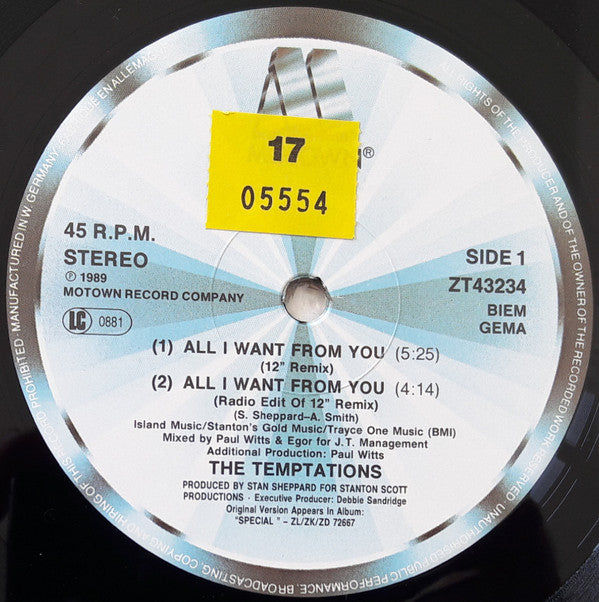 17
05554
®
45 R.P.M.
STEREO
℗ 1989
MOTOWN RECORD COMPANY
LC 0881
SIDE 1
ZT43234
BIEM
GEMA
(1) ALL I WANT FROM YOU (5:25)
(12" Remix)
(2) ALL I WANT FROM YOU (4:14)
(Radio Edit Of 12" Remix)
(S. Sheppard–A. Smith)
Island Music/Stanton's Gold Music/Trayce One Music (BMI)
Mixed by Paul Witts & Egor for J.T. Management
Additional Production: Paul Witts
THE TEMPTATIONS
PRODUCED BY STAN SHEPPARD FOR STANTON SCOTT
PRODUCTIONS · Executive Producer: Debbie Sandridge
Original Version Appears In Album:
"SPECIAL" - ZL/ZK/ZD 72667
ALL RIGHTS OF THE PRODUCER AND OF THE OWNER OF THE RECORDED WORK RESERVED. UNAUTHORISED PUBLIC PERFORMANCE, BROADCASTING, COPYING AND HIRING OF THIS RECORD PROHIBITED · MANUFACTURED IN W. GERMANY. EN ALLEMAGNE